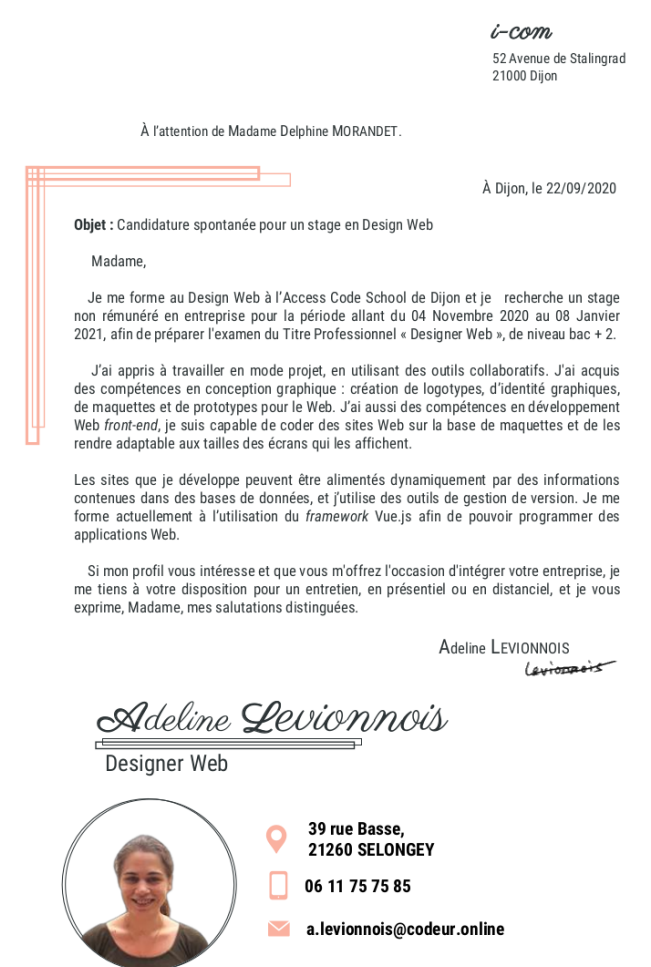 i-com
52 Avenue de Stalingrad
21000 Dijon
À l’attention de Madame Delphine MORANDET.
À Dijon, le 22/09/2020
Objet : Candidature spontanée pour un stage en Design Web
Madame,
Je me forme au Design Web à l’Access Code School de Dijon et je recherche un stage
non rémunéré en entreprise pour la période allant du 04 Novembre 2020 au 08 Janvier
2021, afin de préparer l'examen du Titre Professionnel « Designer Web », de niveau bac + 2.
J’ai appris à travailler en mode projet, en utilisant des outils collaboratifs. J'ai acquis
des compétences en conception graphique : création de logotypes, d’identité graphiques,
de maquettes et de prototypes pour le Web. J’ai aussi des compétences en développement
Web front-end, je suis capable de coder des sites Web sur la base de maquettes et de les
rendre adaptable aux tailles des écrans qui les affichent.
Les sites que je développe peuvent être alimentés dynamiquement par des informations
contenues dans des bases de données, et j’utilise des outils de gestion de version. Je me
forme actuellement à l’utilisation du framework Vue.js afin de pouvoir programmer des
applications Web.
Si mon profil vous intéresse et que vous m'offrez l'occasion d'intégrer votre entreprise, je
me tiens à votre disposition pour un entretien, en présentiel ou en distanciel, et je vous
exprime, Madame, mes salutations distinguées.
Adeline LEVIONNOIS
Levionnois
Adeline Levionnois
Designer Web
39 rue Basse,
21260 SELONGEY
06 11 75 75 85
a.levionnois@codeur.online